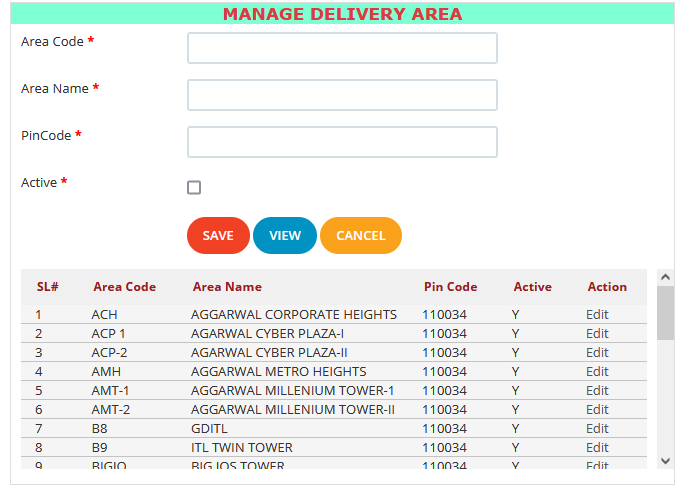 MANAGE DELIVERY AREA
Area Code *
Area Name *
PinCode *
Active *
SAVE VIEW CANCEL
SL# Area Code Area Name Pin Code Active Action
1 ACH AGGARWAL CORPORATE HEIGHTS 110034 Y Edit
2 ACP 1 AGARWAL CYBER PLAZA-I 110034 Y Edit
3 ACP-2 AGARWAL CYBER PLAZA-II 110034 Y Edit
4 AMH AGGARWAL METRO HEIGHTS 110034 Y Edit
5 AMT-1 AGGARWAL MILLENIUM TOWER-1 110034 Y Edit
6 AMT-2 AGGARWAL MILLENIUM TOWER-II 110034 Y Edit
7 B8 GDITL 110034 Y Edit
8 B9 ITL TWIN TOWER 110034 Y Edit
9 BIGJO BIG JOS TOWER 110034 Y Edit